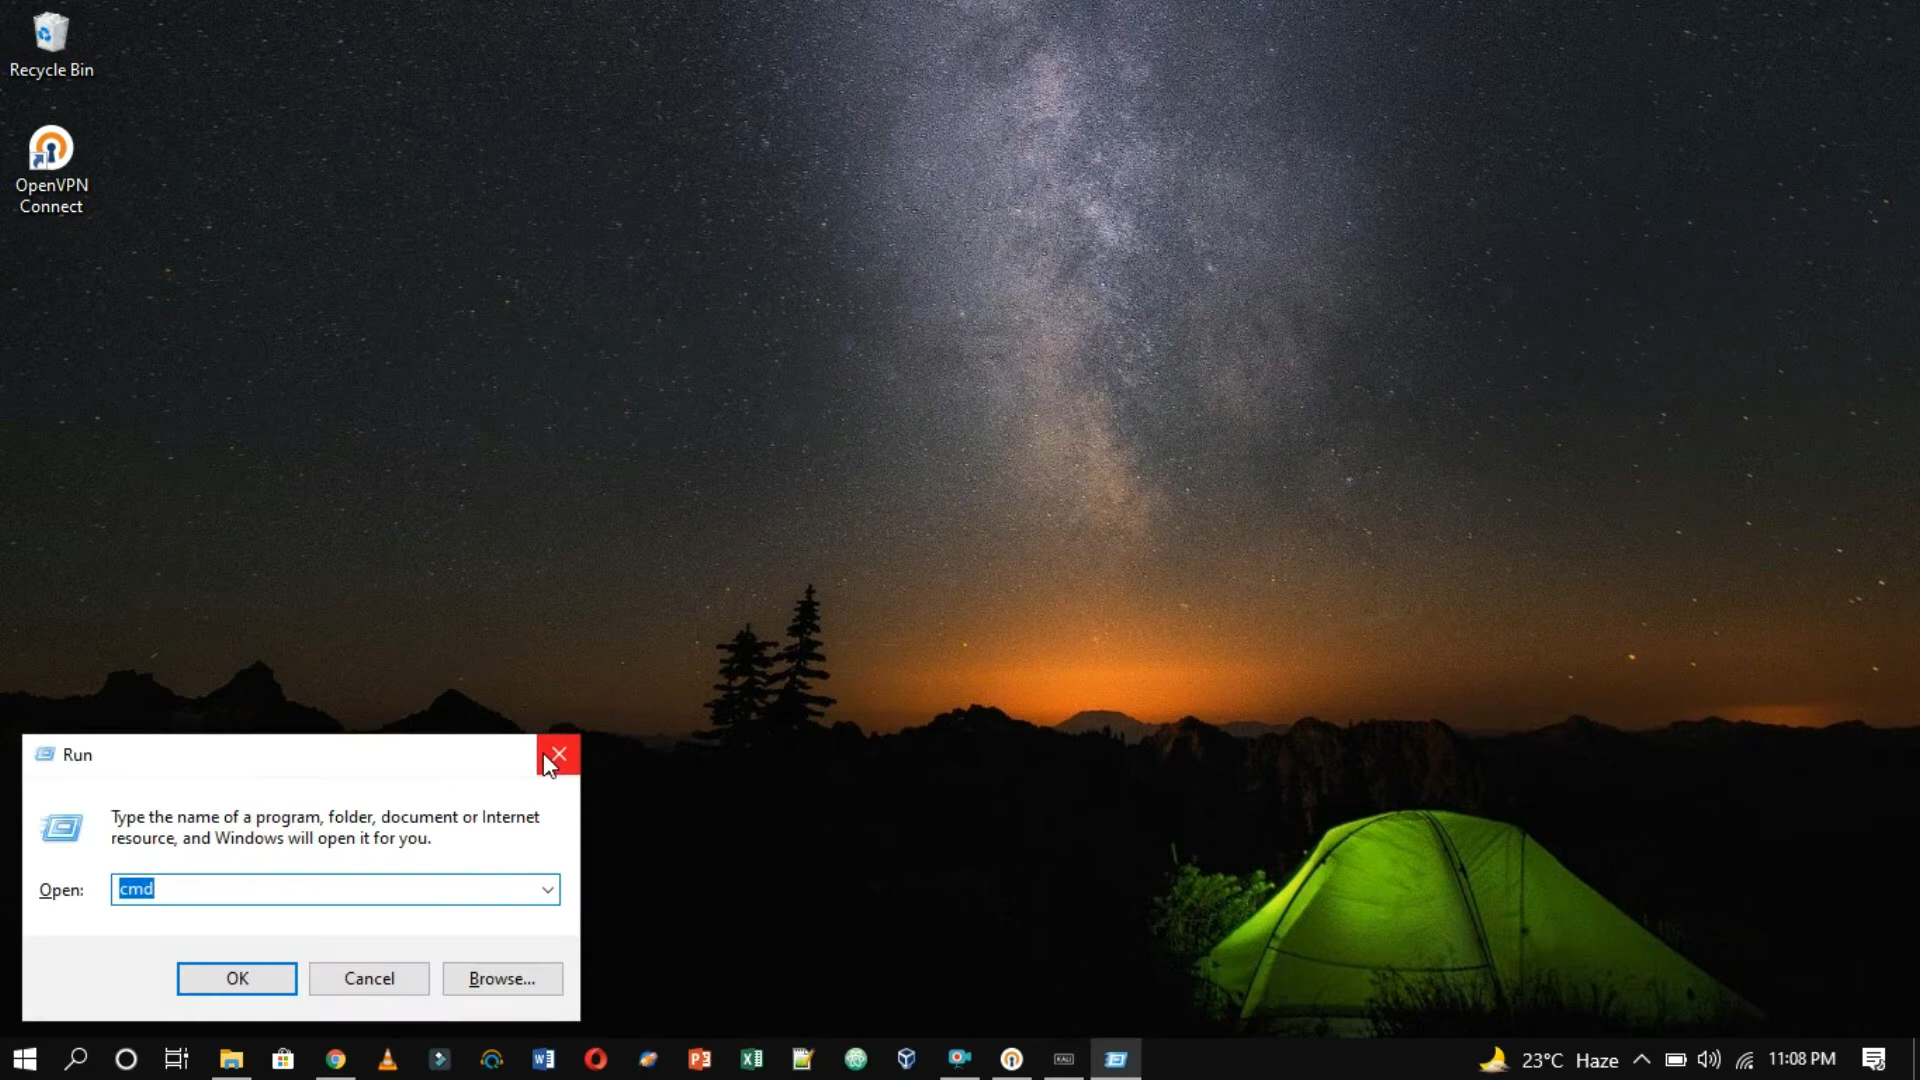 Recycle Bin
OpenVPN
Connect
Run
Type the name of a program, folder, document or Internet
resource, and Windows will open it for you.
Open:
cmd
OK
Cancel
Browse...
KALI
23°C Haze
11:08 PM